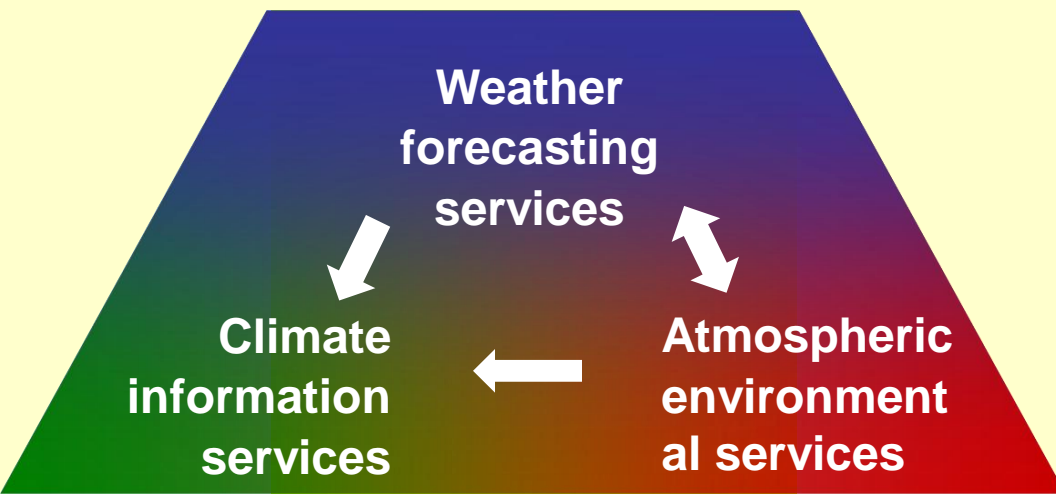 Weather
forecasting
services
Climate
information
services
Atmospheric
environment
al services